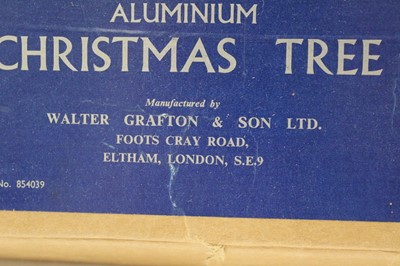 ALUMINIUM
CHRISTMAS TREE
Manufactured by
WALTER GRAFTON & SON LTD.
FOOTS CRAY ROAD,
ELTHAM, LONDON, S.E.9
No. 854039